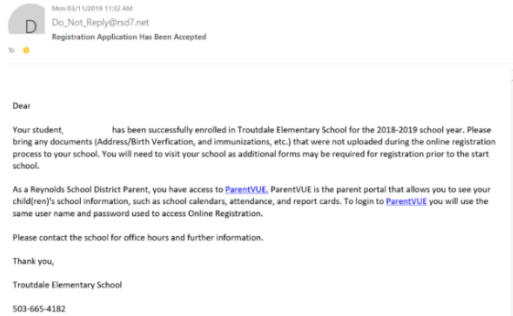 D
Mon 03/11/2019 11:32 AM
Do_Not_Reply@rsd7.net
Registration Application Has Been Accepted
To
Dear
Your student, has been successfully enrolled in Troutdale Elementary School for the 2018-2019 school year. Please
bring any documents (Address/Birth Verfication, and immunizations, etc.) that were not uploaded during the online registration
process to your school. You will need to visit your school as additional forms may be required for registration prior to the start
school.
As a Reynolds School District Parent, you have access to ParentVUE. ParentVUE is the parent portal that allows you to see your
child(ren)'s school information, such as school calendars, attendance, and report cards. To login to ParentVUE you will use the
same user name and password used to access Online Registration.
Please contact the school for office hours and further information.
Thank you,
Troutdale Elementary School
503-665-4182